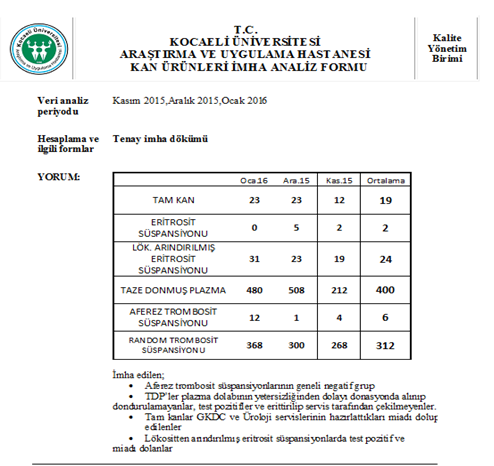 T.C.
KOCAELİ ÜNİVERSİTESİ
ARAŞTIRMA VE UYGULAMA HASTANESİ
KAN ÜRÜNLERİ İMHA ANALİZ FORMU
Kalite
Yönetim
Birimi
Kocaeli Üniversitesi
Veri analiz periyodu Kasım 2015,Aralık 2015,Ocak 2016
Hesaplama ve ilgili formlar Tenay imha dökümü
YORUM:
Oca.16 Ara.15 Kas.15 Ortalama
TAM KAN 23 23 12 19
ERİTROSİT SÜSPANSİYONU 0 5 2 2
LÖK. ARINDIRILMIŞ ERİTROSİT SÜSPANSİYONU 31 23 19 24
TAZE DONMUŞ PLAZMA 480 508 212 400
AFEREZ TROMBOSİT SÜSPANSİYONU 12 1 4 6
RANDOM TROMBOSİT SÜSPANSİYONU 368 300 268 312
İmha edilen;
• Aferez trombosit süspansiyonlarının geneli negatif grup
• TDP'ler plazma dolabının yetersizliğinden dolayı donasyonda alınıp
dondurulamayanlar, test pozitifler ve erittirilip servis tarafından çekilmeyenler.
• Tam kanlar GKDC ve Üroloji servislerinin hazırlattıkları miadı dolup
edilenler
• Lökositten arındırılmış eritrosit süspansiyonlarda test pozitif ve
miadı dolanlar